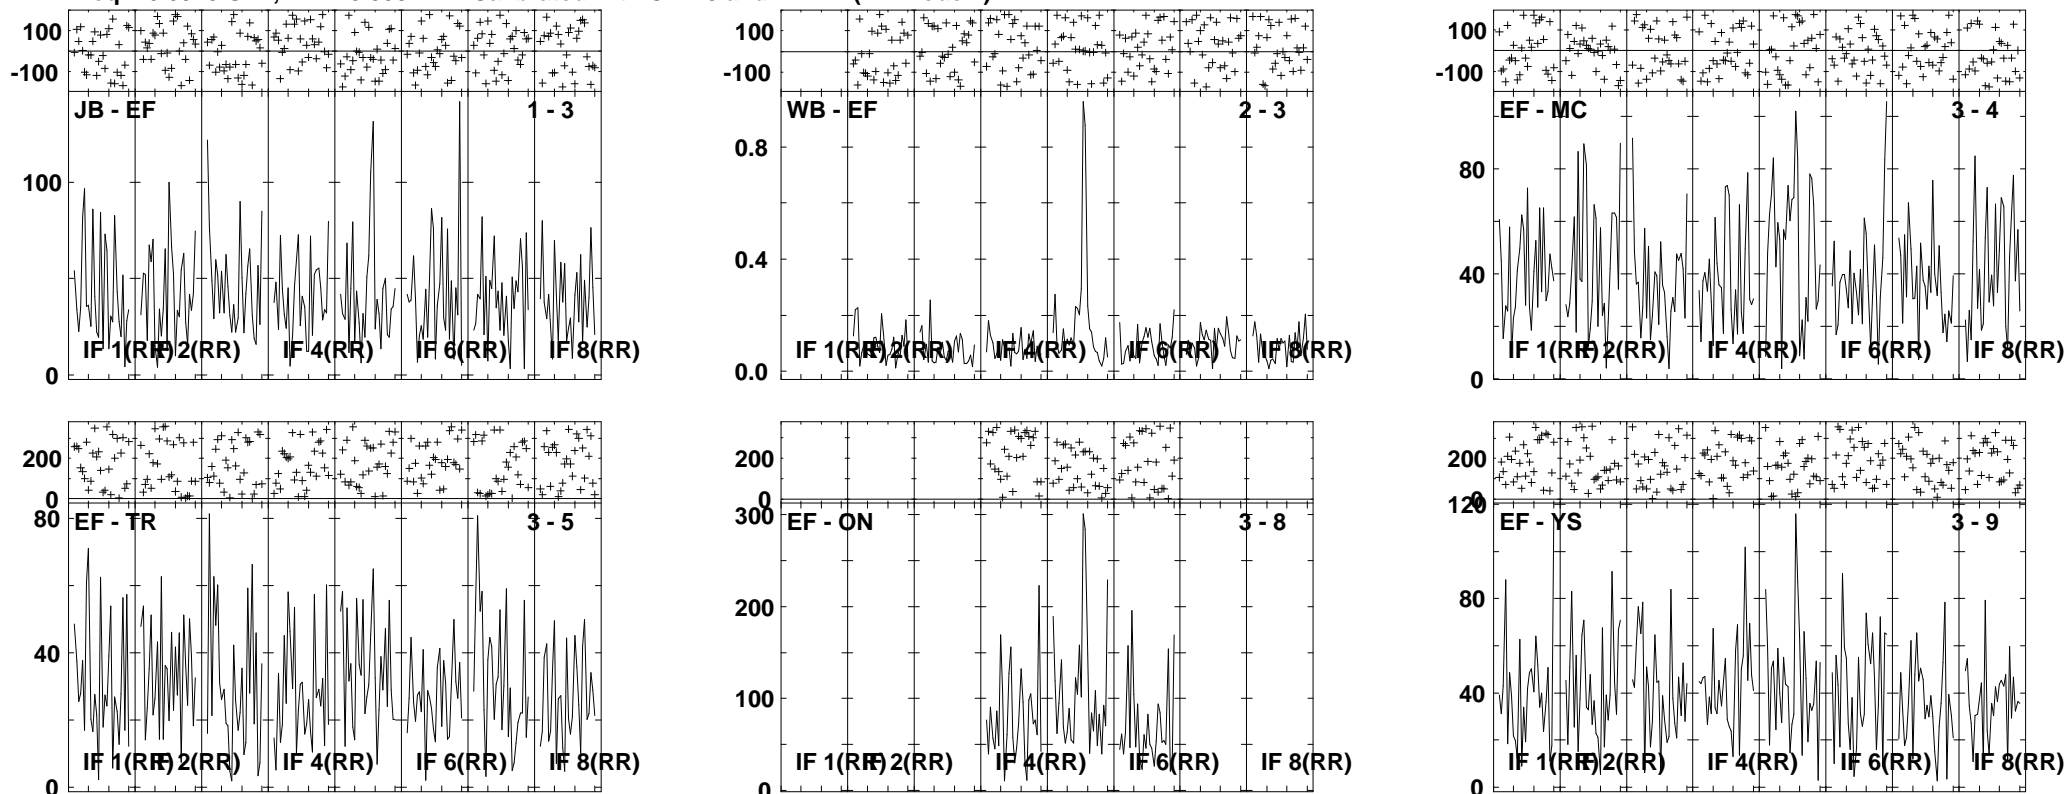 100
-100
JB - EF 1 - 3
100
0
IF 1(RR) IF 2(RR) IF 4(RR) IF 6(RR) IF 8(RR)
100
-100
WB - EF 2 - 3
0.8
0.4
0.0
IF 1(RR) IF 2(RR) IF 4(RR) IF 6(RR) IF 8(RR)
100
-100
EF - MC 3 - 4
80
40
0
IF 1(RR) IF 2(RR) IF 4(RR) IF 6(RR) IF 8(RR)
200
0
EF - TR 3 - 5
80
40
0
IF 1(RR) IF 2(RR) IF 4(RR) IF 6(RR) IF 8(RR)
200
0
EF - ON 3 - 8
300
200
100
0
IF 1(RR) IF 2(RR) IF 4(RR) IF 6(RR) IF 8(RR)
200
0
EF - YS 3 - 9
120
80
40
0
IF 1(RR) IF 2(RR) IF 4(RR) IF 6(RR) IF 8(RR)